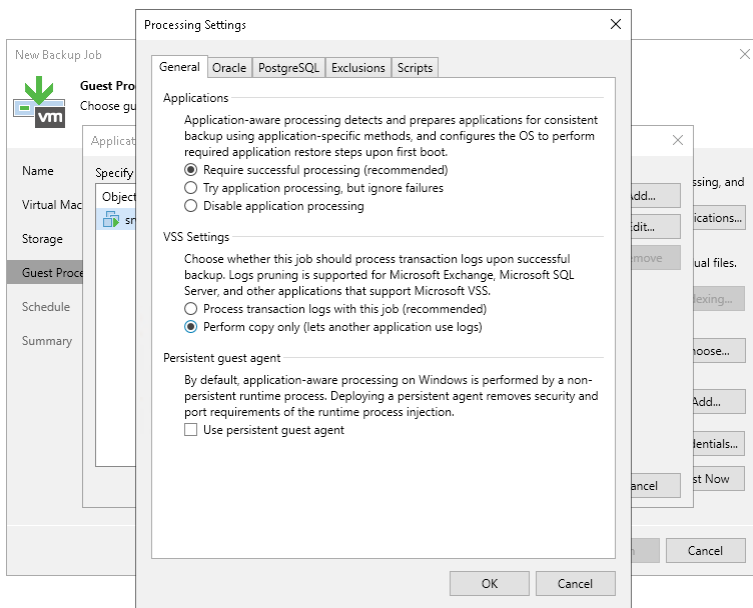 Processing Settings
New Backup Job
Guest Pro
Choose gu
vm
Name
Virtual Mac
Storage
Guest Proce
Schedule
Summary
Applicat
Specify
Object
General
Oracle
PostgreSQL
Exclusions
Scripts
Applications
Application-aware processing detects and prepares applications for consistent
backup using application-specific methods, and configures the OS to perform
required application restore steps upon first boot.
Require successful processing (recommended)
Try application processing, but ignore failures
Disable application processing
VSS Settings
Choose whether this job should process transaction logs upon successful
backup. Logs pruning is supported for Microsoft Exchange, Microsoft SQL
Server, and other applications that support Microsoft VSS.
Process transaction logs with this job (recommended)
Perform copy only (lets another application use logs)
Persistent guest agent
By default, application-aware processing on Windows is performed by a non-
persistent runtime process. Deploying a persistent agent removes security and
port requirements of the runtime process injection.
Use persistent guest agent
OK
Cancel
dd...
dit...
move
ancel
ssing, and
ications...
ual files.
lexing...
oose...
Add...
dentials...
st Now
Cancel